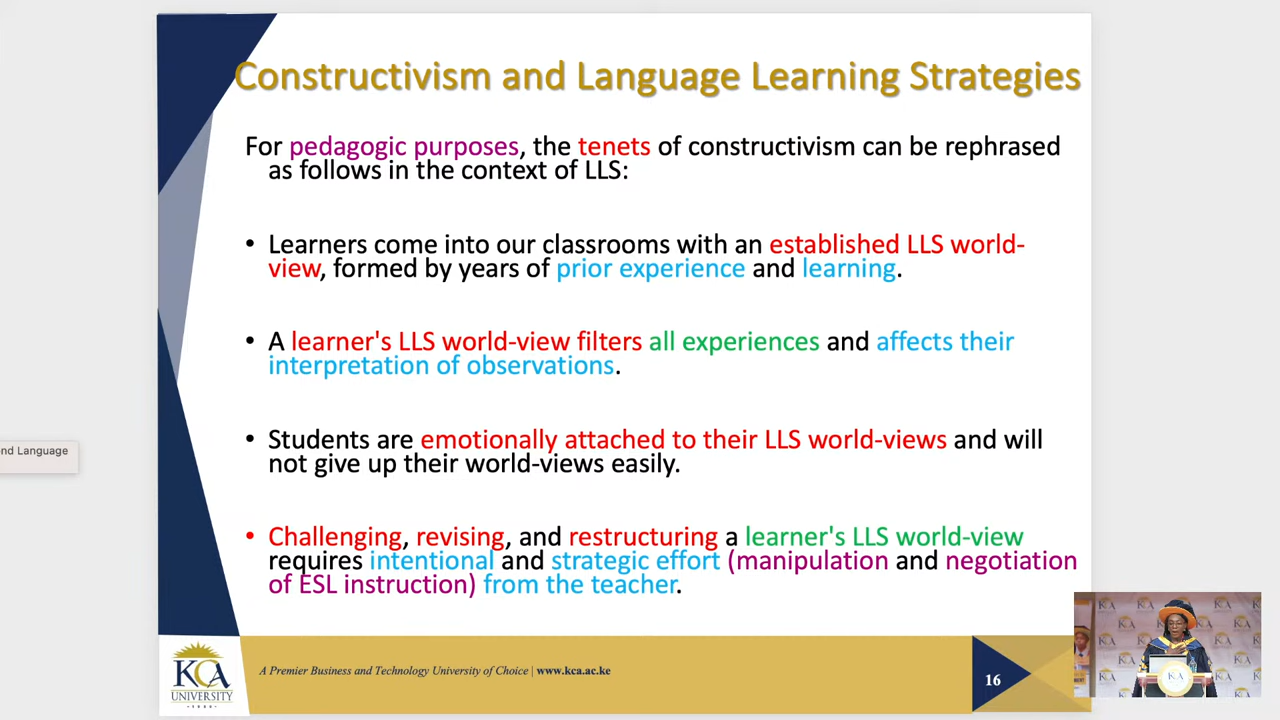 Constructivism and Language Learning Strategies
For pedagogic purposes, the tenets of constructivism can be rephrased
as follows in the context of LLS:
• Learners come into our classrooms with an established LLS world-
view, formed by years of prior experience and learning.
• A learner's LLS world-view filters all experiences and affects their
interpretation of observations.
nd Language
• Students are emotionally attached to their LLS world-views and will
not give up their world-views easily.
• Challenging, revising, and restructuring a learner's LLS world-view
requires intentional and strategic effort (manipulation and negotiation
of ESL instruction) from the teacher.
KCA
UNIVERSITY
A Premier Business and Technology University of Choice | www.kca.ac.ke
16
KCA